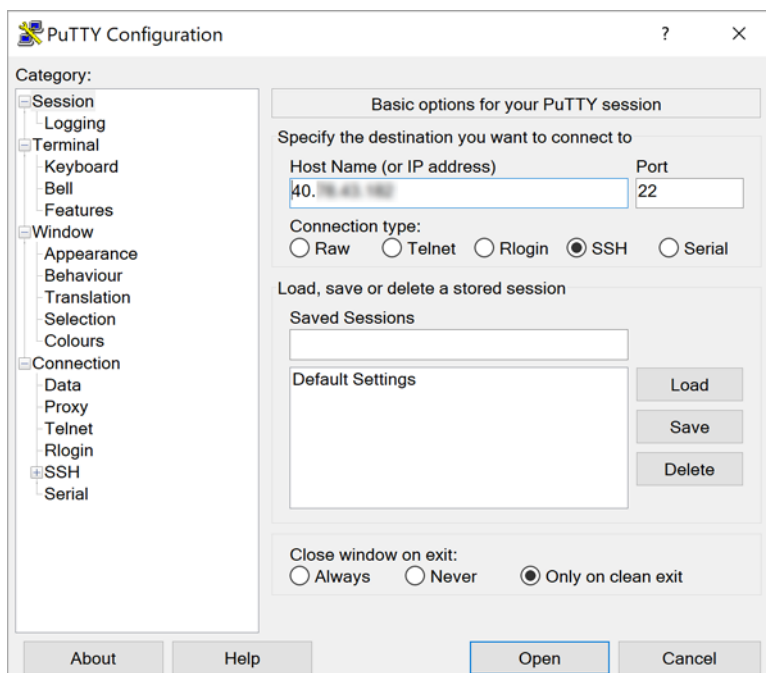 PuTTY Configuration
?
Category:
Session
Logging
Terminal
Keyboard
Bell
Features
Window
Appearance
Behaviour
Translation
Selection
Colours
Connection
Data
Proxy
Telnet
Rlogin
SSH
Serial
Basic options for your PuTTY session
Specify the destination you want to connect to
Host Name (or IP address) Port
40. 22
Connection type:
Raw Telnet Rlogin SSH Serial
Load, save or delete a stored session
Saved Sessions
Default Settings
Load
Save
Delete
Close window on exit:
Always Never Only on clean exit
About Help Open Cancel